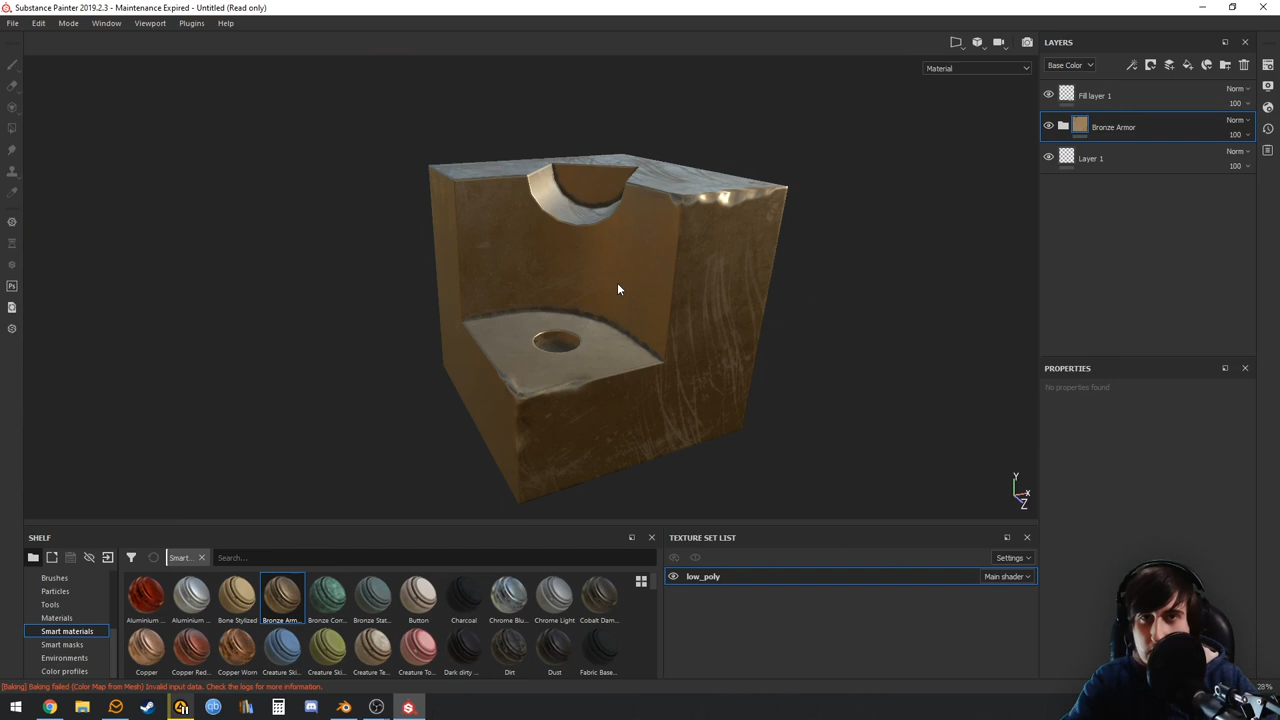 Substance Painter 2019.2.3 - Maintenance Expired - Untitled (Read only)
File Edit Mode Window Viewport Plugins Help
Material
LAYERS
Base Color
Fill layer 1 Norm 100
Bronze Armor Norm 100
Layer 1 Norm 100
PROPERTIES
No properties found
Y
X
Z
SHELF
Smart...
Search...
Brushes
Particles
Tools
Materials
Smart materials
Smart masks
Environments
Color profiles
Aluminium ... Aluminium ... Bone Stylized Bronze Arm... Bronze Corr... Bronze Stat... Button Charcoal Chrome Blu... Chrome Light Cobalt Dam...
Copper Copper Red... Copper Worn Creature Ski... Creature Ski... Creature Te... Creature To... Dark dirty ... Dirt Dust Fabric Base...
TEXTURE SET LIST
Settings
low_poly Main shader
[Baking] Baking failed (Color Map from Mesh) Invalid input data. Check the logs for more information.
28%
Ps